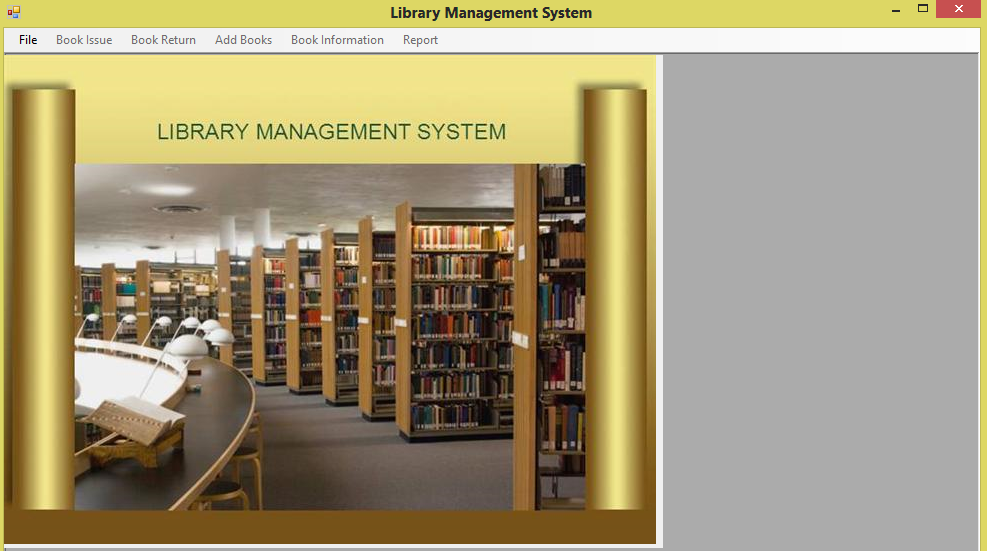 Library Management System
File Book Issue Book Return Add Books Book Information Report
LIBRARY MANAGEMENT SYSTEM